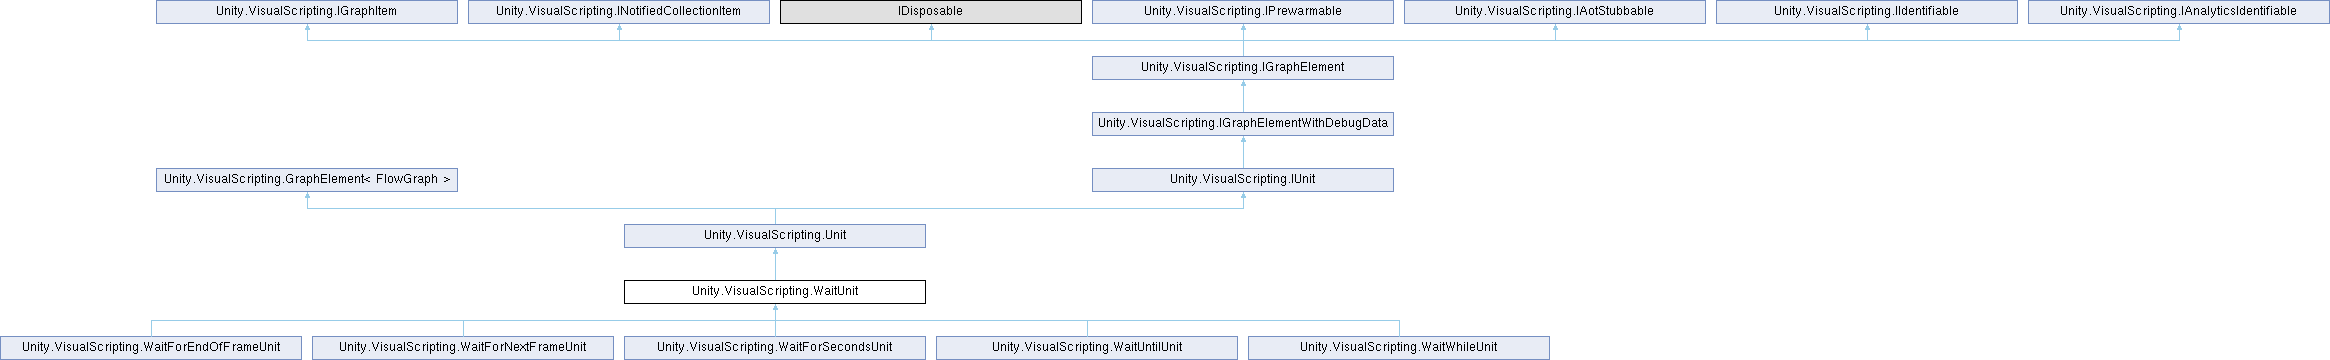 Unity.VisualScripting.IGraphItem
Unity.VisualScripting.INotifiedCollectionItem
IDisposable
Unity.VisualScripting.IPrewarmable
Unity.VisualScripting.IAotStubbable
Unity.VisualScripting.IIdentifiable
Unity.VisualScripting.IAnalyticsIdentifiable
Unity.VisualScripting.IGraphElement
Unity.VisualScripting.IGraphElementWithDebugData
Unity.VisualScripting.GraphElement< FlowGraph >
Unity.VisualScripting.IUnit
Unity.VisualScripting.Unit
Unity.VisualScripting.WaitUnit
Unity.VisualScripting.WaitForEndOfFrameUnit
Unity.VisualScripting.WaitForNextFrameUnit
Unity.VisualScripting.WaitForSecondsUnit
Unity.VisualScripting.WaitUntilUnit
Unity.VisualScripting.WaitWhileUnit